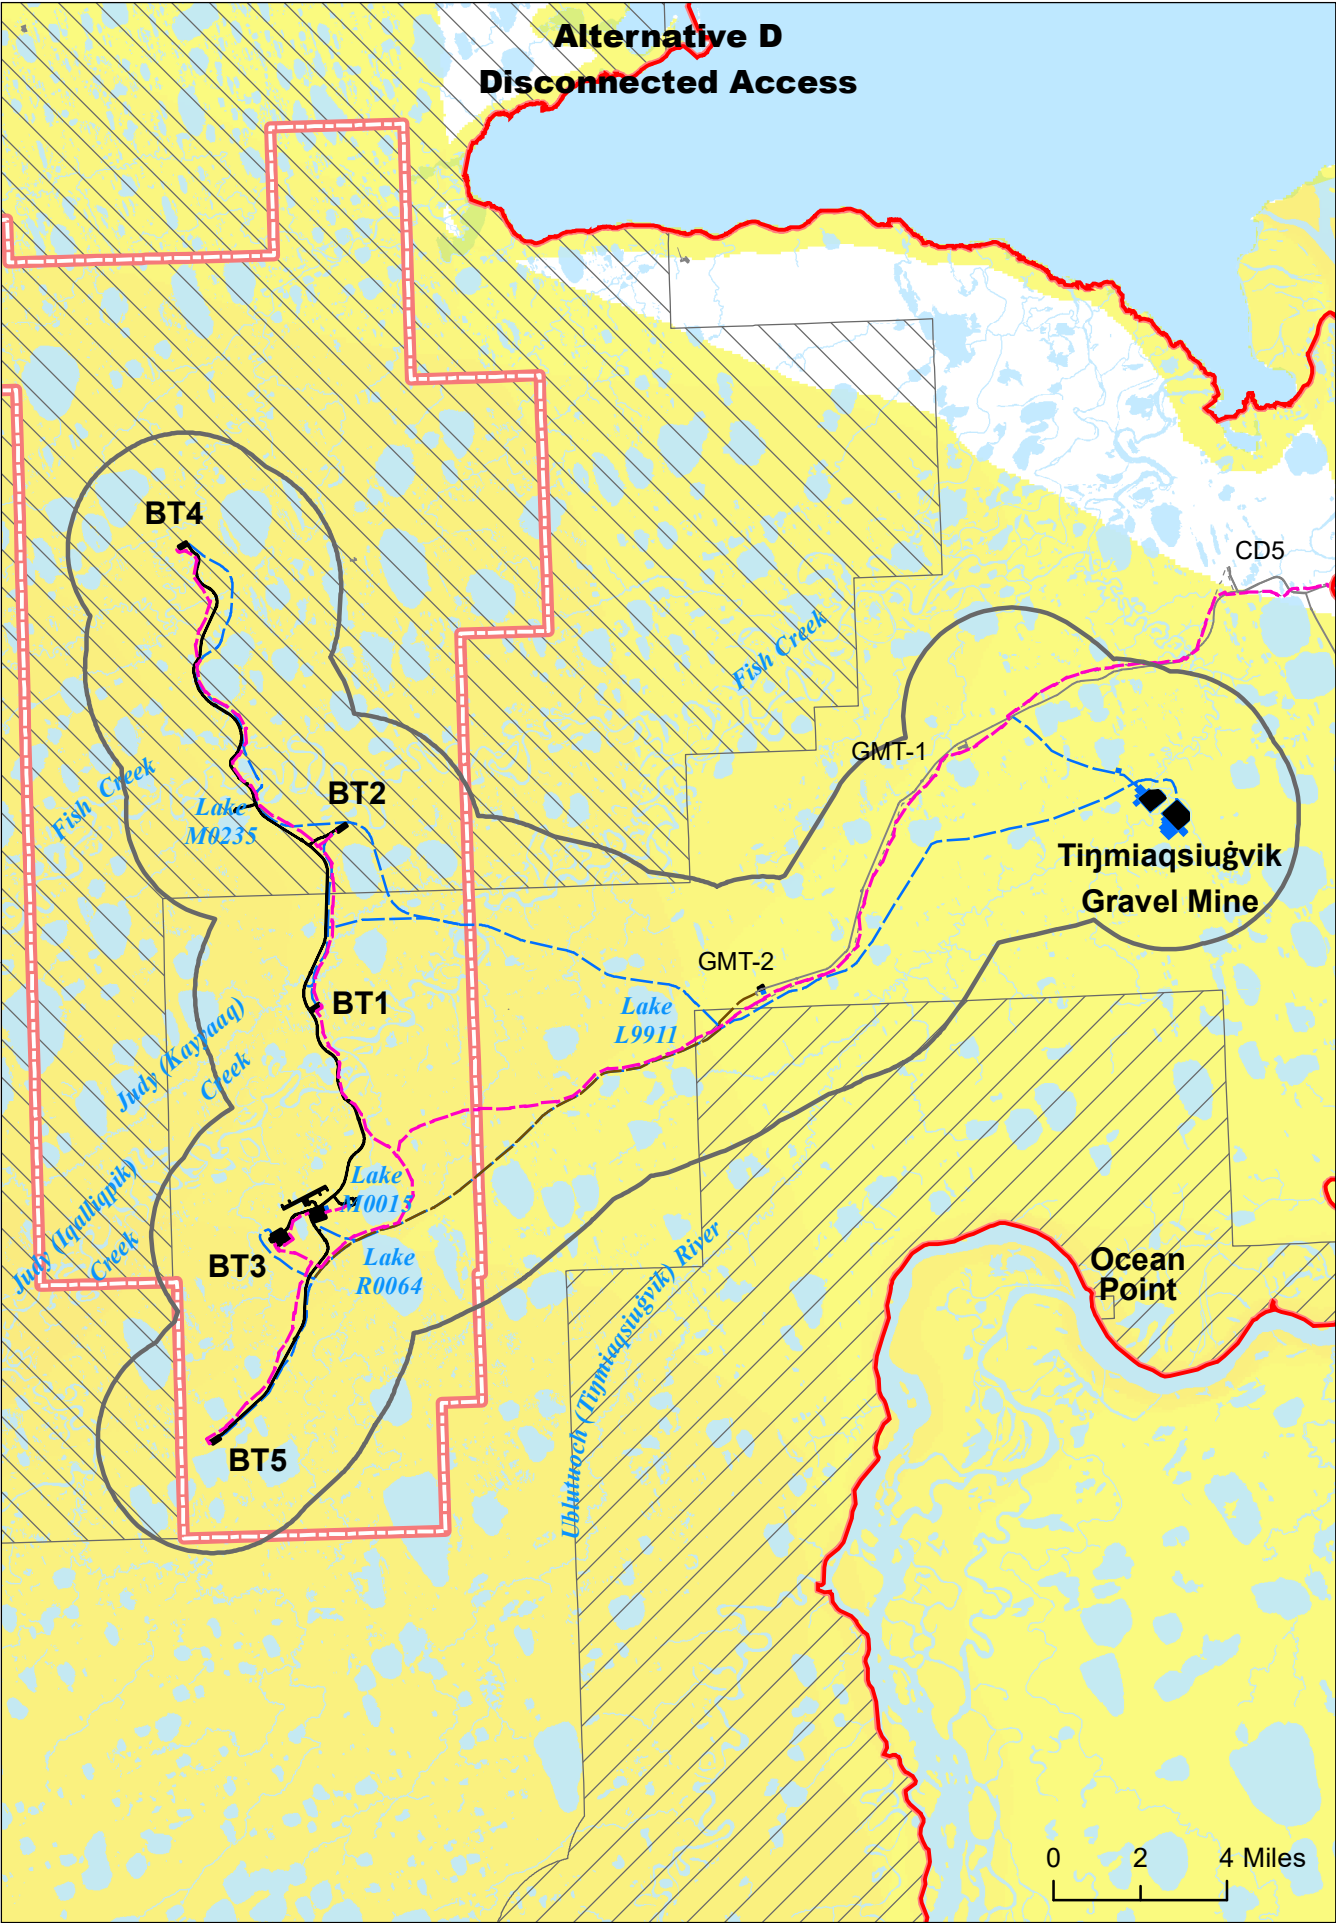 Alternative D
Disconnected Access
BT4
CD5
Fish Creek
GMT-1
Fish Creek
BT2
Lake
M0235
Tiŋmiaqsiuġvik
Gravel Mine
GMT-2
BT1
Lake
L9911
Judy (Kayyaaq)
Creek
Lake
M0015
Judy (Iqalliqpik)
Creek
BT3
Lake
R0064
Ublutuoch (Tiŋmiaqsiuġvik) River
Ocean
Point
BT5
0 2 4 Miles